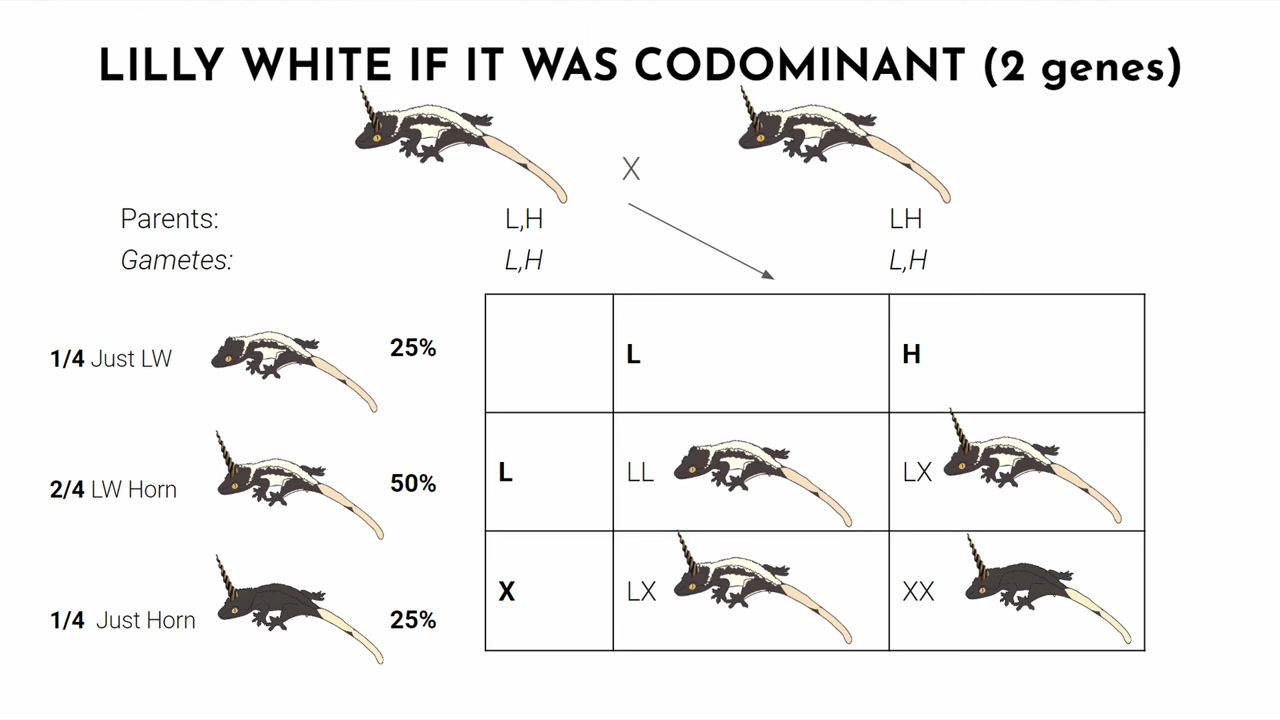 LILLY WHITE IF IT WAS CODOMINANT (2 genes)
X
Parents: L,H LH
Gametes: L,H L,H
L H
1/4 Just LW 25%
L LL LX
2/4 LW Horn 50%
X LX XX
1/4 Just Horn 25%